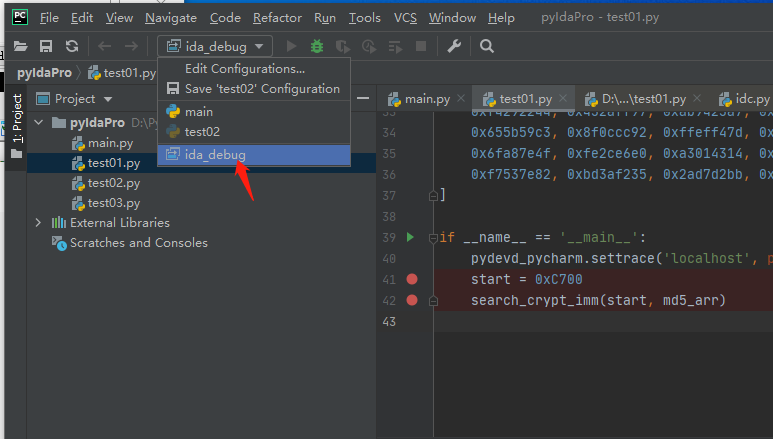 PC File Edit View Navigate Code Refactor Run Tools VCS Window Help pyIdaPro - test01.py
ida_debug
pyIdaPro test01.py
Edit Configurations...
Save 'test02' Configuration
main
test02
ida_debug
1: Project
Project
pyIdaPro
main.py
test01.py
test02.py
test03.py
External Libraries
Scratches and Consoles
main.py test01.py D:\...\test01.py idc.py
34 0x655b59c3, 0x8f0ccc92, 0xffeff47d,
35 0x6fa87e4f, 0xfe2ce6e0, 0xa3014314,
36 0xf7537e82, 0xbd3af235, 0x2ad7d2bb,
37 ]
38
39 if __name__ == '__main__':
40 pydevd_pycharm.settrace('localhost', p
41 start = 0xC700
42 search_crypt_imm(start, md5_arr)
43